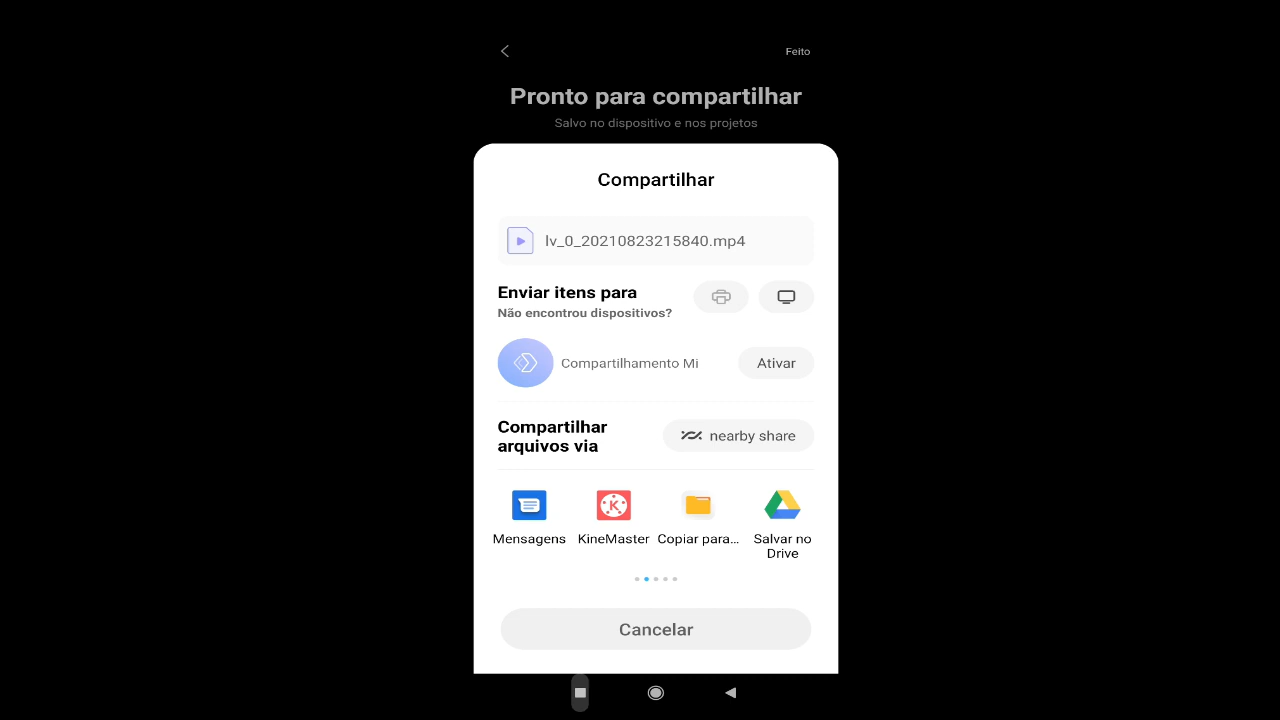 Feito
Pronto para compartilhar
Salvo no dispositivo e nos projetos
Compartilhar
lv_0_20210823215840.mp4
Enviar itens para
Não encontrou dispositivos?
Compartilhamento Mi
Ativar
Compartilhar
arquivos via
nearby share
Mensagens
KineMaster
Copiar para...
Salvar no
Drive
Cancelar